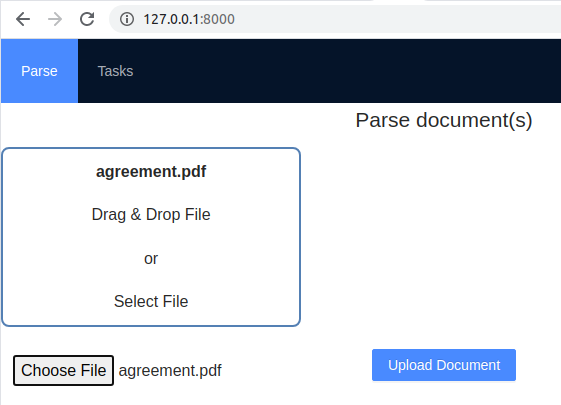 127.0.0.1:8000
Parse Tasks
Parse document(s)
agreement.pdf
Drag & Drop File
or
Select File
Choose File agreement.pdf
Upload Document